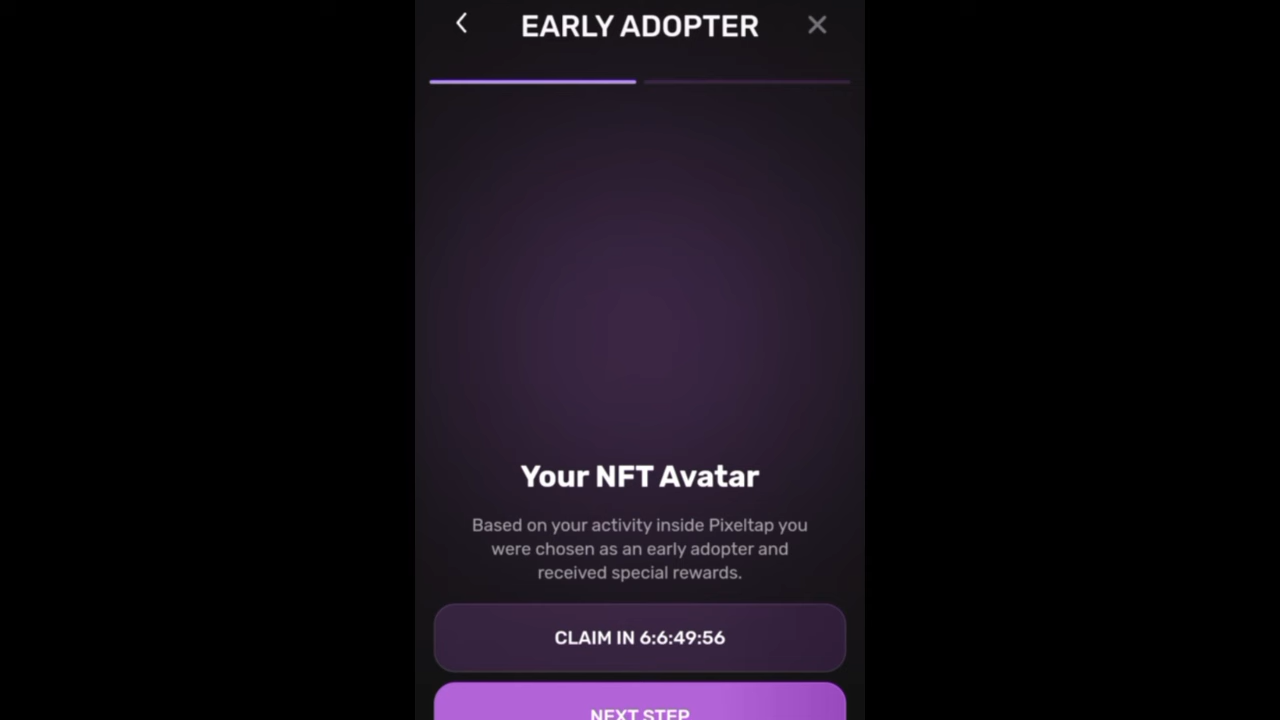 EARLY ADOPTER
Your NFT Avatar
Based on your activity inside Pixeltap you
were chosen as an early adopter and
received special rewards.
CLAIM IN 6:6:49:56
NEXT STEP